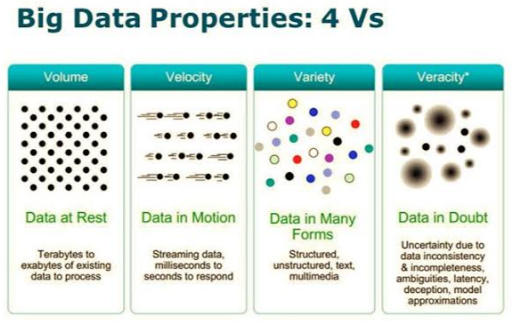 Big Data Properties: 4 Vs
Volume
Data at Rest
Terabytes to
exabytes of existing
data to process
Velocity
Data in Motion
Streaming data,
milliseconds to
seconds to respond
Variety
Data in Many
Forms
Structured,
unstructured, text,
multimedia
Veracity*
Data in Doubt
Uncertainty due to
data inconsistency
& incompleteness,
ambiguities, latency,
deception, model
approximations